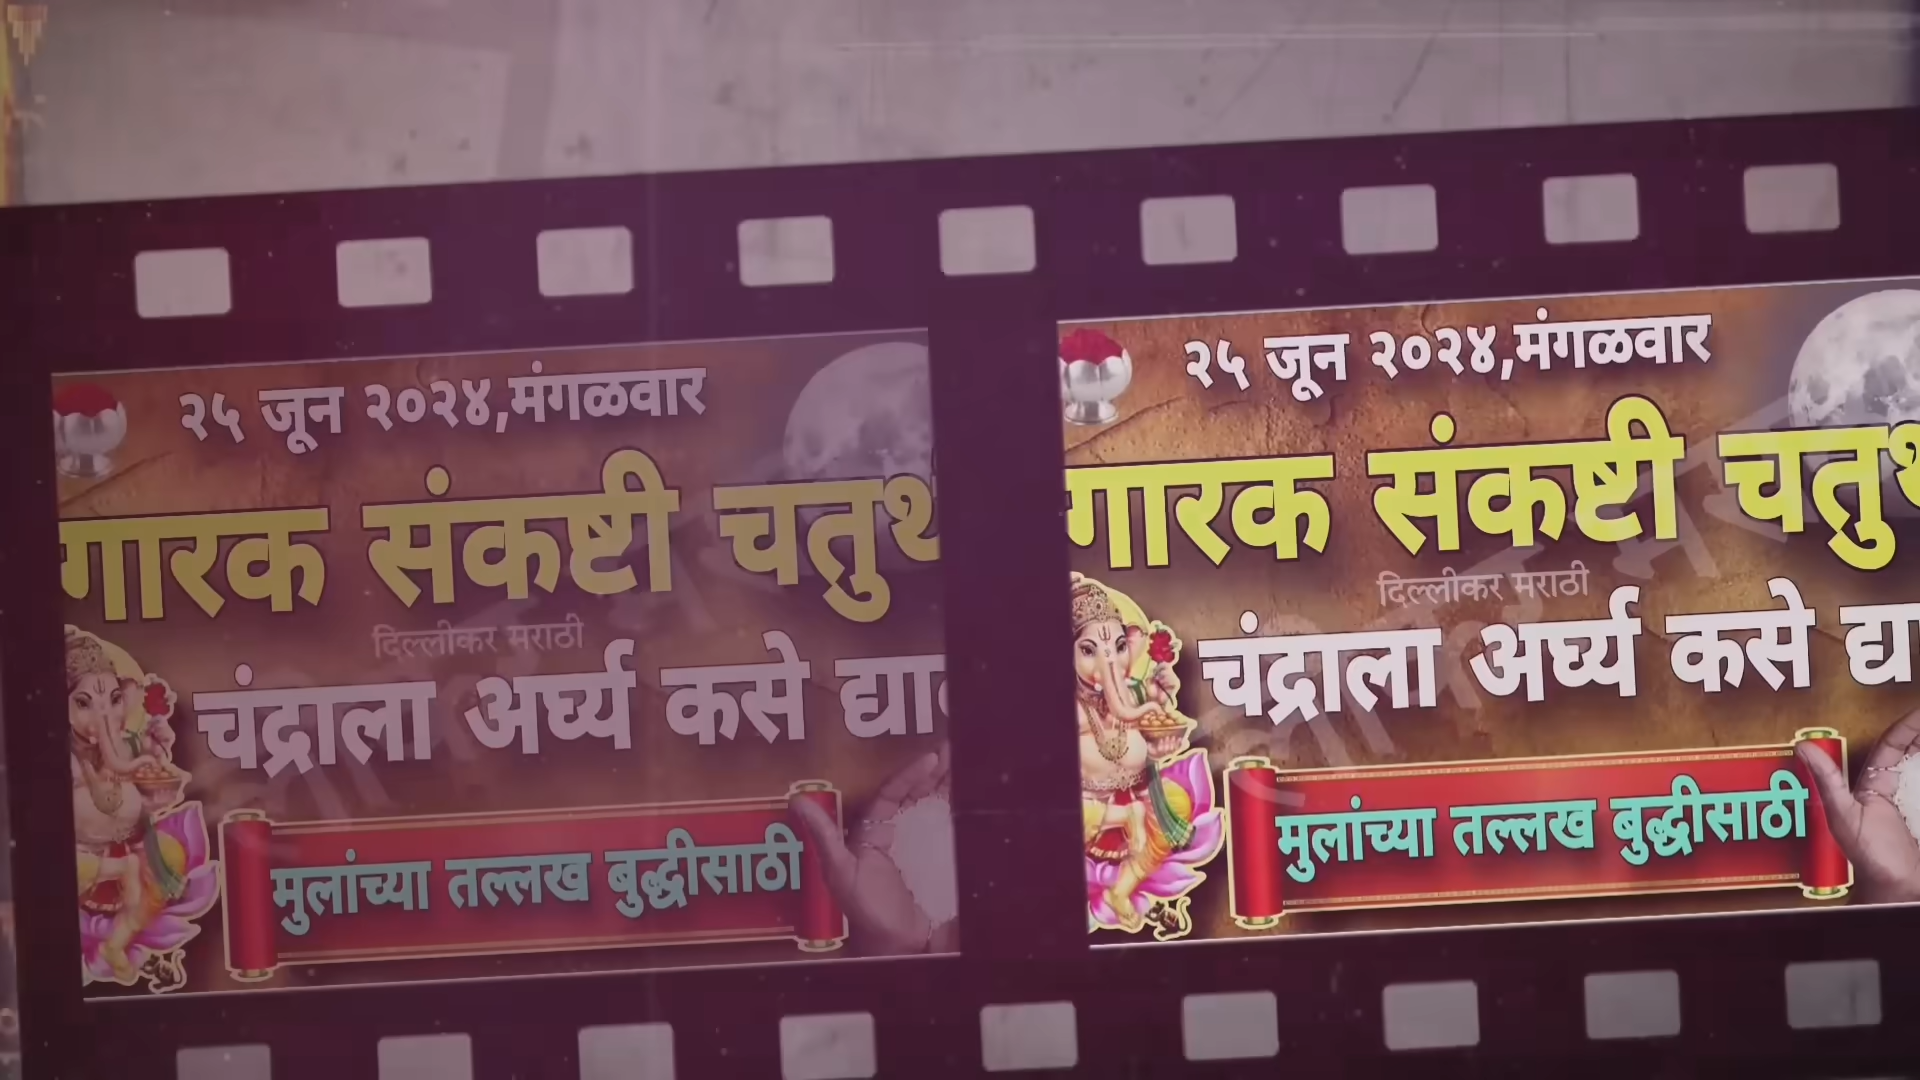 २५ जून २०२४,मंगळवार
गारक संकष्टी चतुर्थ
दिल्लीकर मराठी
चंद्राला अर्घ्य कसे द्या
मुलांच्या तल्लख बुद्धीसाठी
२५ जून २०२४,मंगळवार
गारक संकष्टी चतुर्थ
दिल्लीकर मराठी
चंद्राला अर्घ्य कसे द्या
मुलांच्या तल्लख बुद्धीसाठी